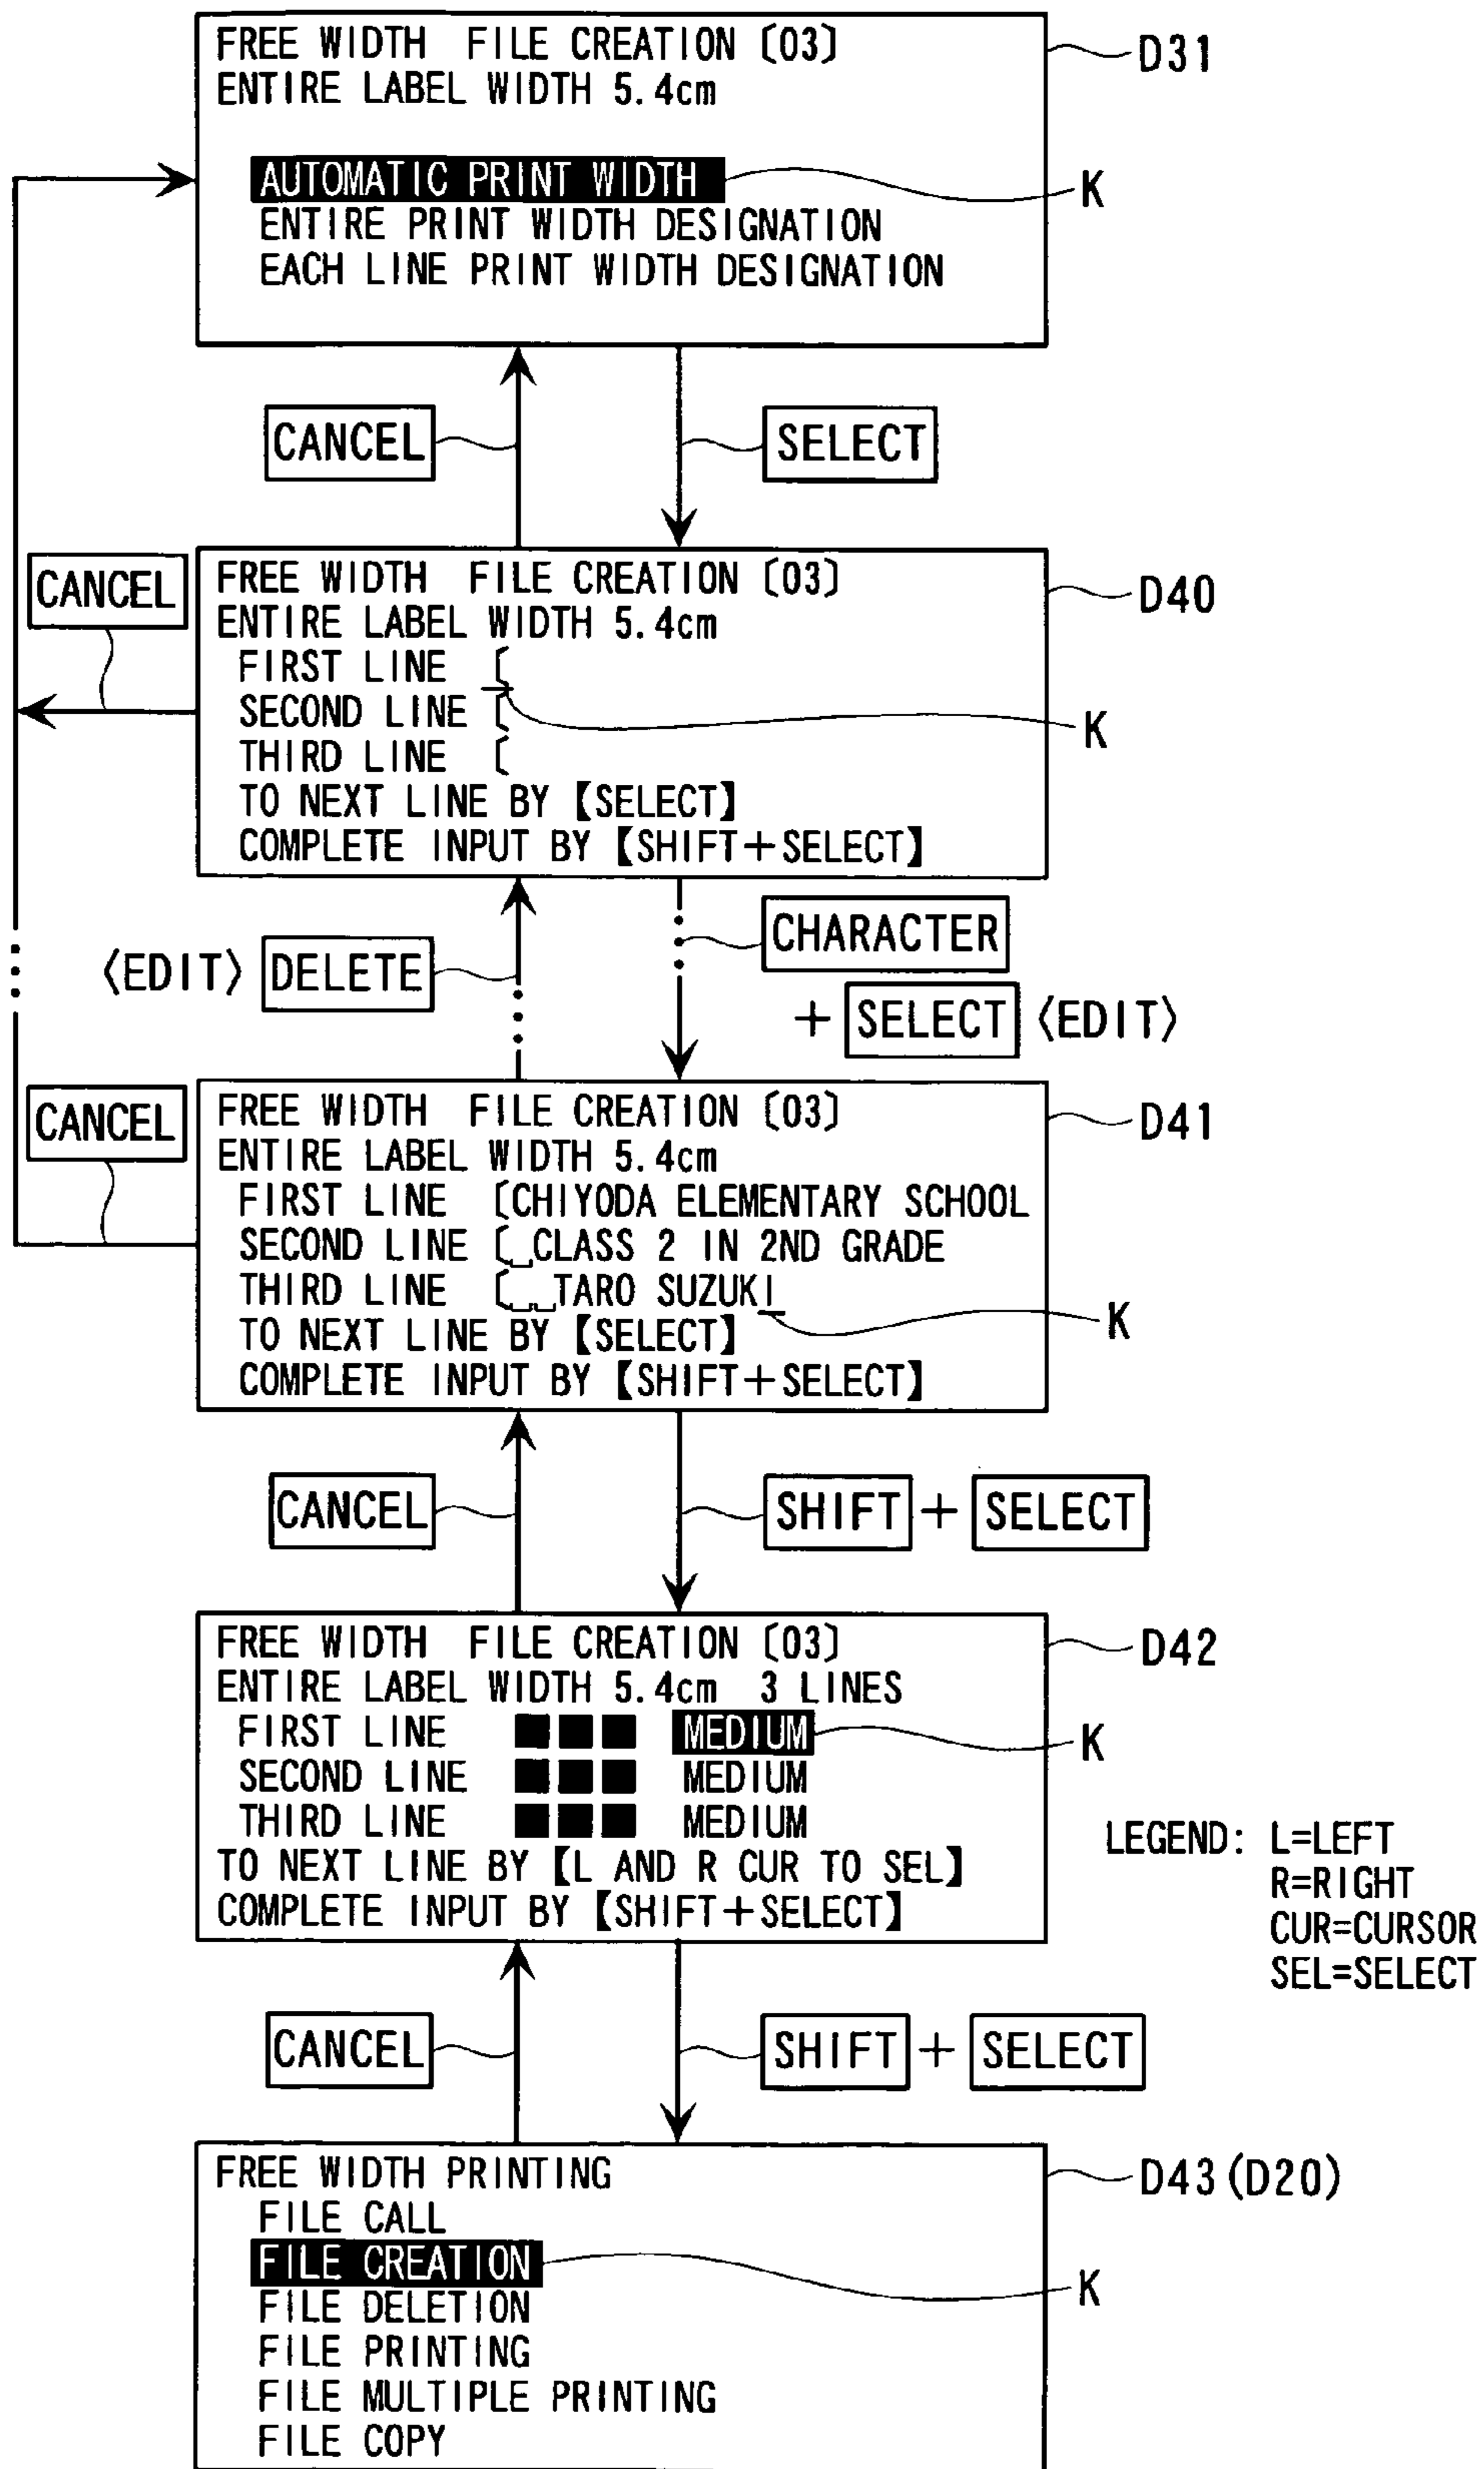 FREE WIDTH FILE CREATION〔03〕
ENTIRE LABEL WIDTH 5.4cm
AUTOMATIC PRINT WIDTH
ENTIRE PRINT WIDTH DESIGNATION
EACH LINE PRINT WIDTH DESIGNATION
D31
K
CANCEL
SELECT
CANCEL
FREE WIDTH FILE CREATION〔03〕
ENTIRE LABEL WIDTH 5.4cm
FIRST LINE 〔
SECOND LINE 〔
THIRD LINE 〔
TO NEXT LINE BY【SELECT】
COMPLETE INPUT BY【SHIFT+SELECT】
D40
K
〈EDIT〉 DELETE
CHARACTER
+ SELECT 〈EDIT〉
CANCEL
FREE WIDTH FILE CREATION〔03〕
ENTIRE LABEL WIDTH 5.4cm
FIRST LINE 〔CHIYODA ELEMENTARY SCHOOL
SECOND LINE 〔␣CLASS 2 IN 2ND GRADE
THIRD LINE 〔␣␣TARO SUZUKI
TO NEXT LINE BY【SELECT】
COMPLETE INPUT BY【SHIFT+SELECT】
D41
K
CANCEL
SHIFT + SELECT
FREE WIDTH FILE CREATION〔03〕
ENTIRE LABEL WIDTH 5.4cm 3 LINES
FIRST LINE ■■■ MEDIUM
SECOND LINE ■■■ MEDIUM
THIRD LINE ■■■ MEDIUM
TO NEXT LINE BY【L AND R CUR TO SEL】
COMPLETE INPUT BY【SHIFT+SELECT】
D42
K
LEGEND: L=LEFT
R=RIGHT
CUR=CURSOR
SEL=SELECT
CANCEL
SHIFT + SELECT
FREE WIDTH PRINTING
FILE CALL
FILE CREATION
FILE DELETION
FILE PRINTING
FILE MULTIPLE PRINTING
FILE COPY
D43(D20)
K